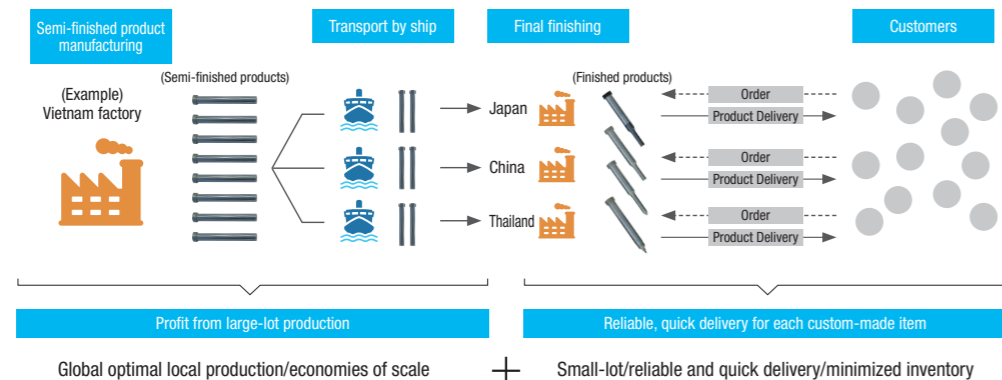 Semi-finished product
manufacturing
Transport by ship
Final finishing
Customers
(Semi-finished products)
(Finished products)
(Example)
Vietnam factory
Japan
Order
Product Delivery
China
Order
Product Delivery
Thailand
Order
Product Delivery
Profit from large-lot production
Reliable, quick delivery for each custom-made item
Global optimal local production/economies of scale
+
Small-lot/reliable and quick delivery/minimized inventory